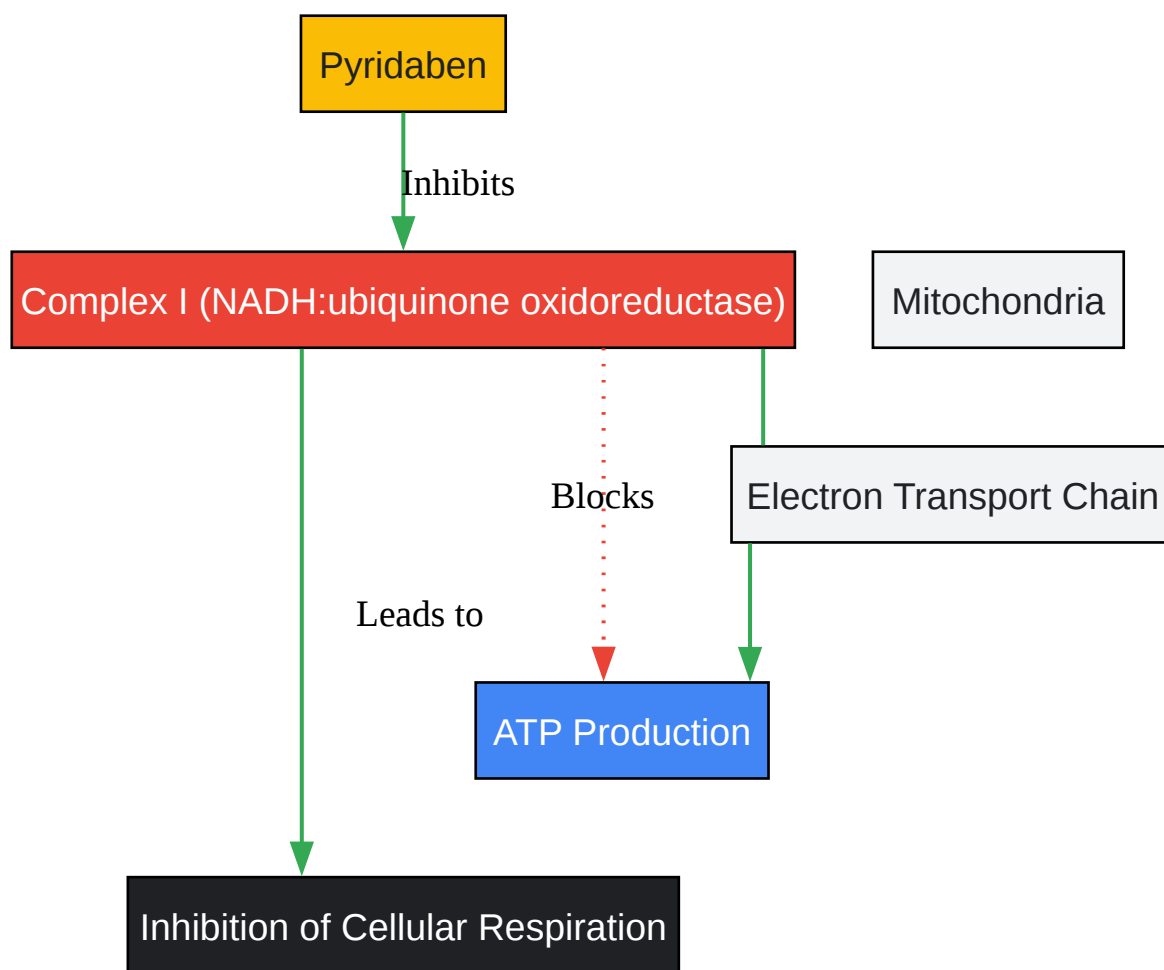 Pyridaben
Inhibits
Complex I (NADH:ubiquinone oxidoreductase)
Mitochondria
Blocks
Electron Transport Chain
Leads to
ATP Production
Inhibition of Cellular Respiration